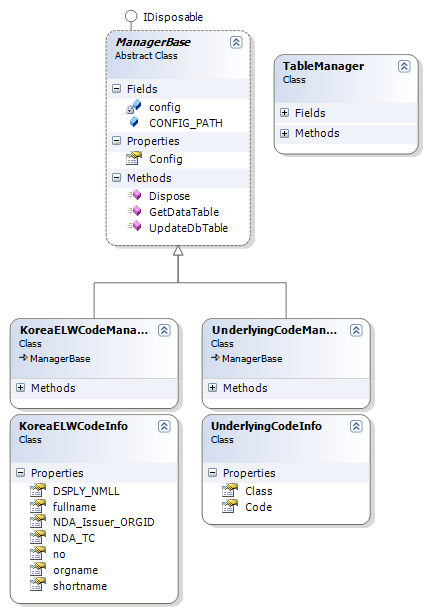 IDisposable
ManagerBase
Abstract Class
Fields
config
CONFIG_PATH
Properties
Config
Methods
Dispose
GetDataTable
UpdateDbTable
TableManager
Class
Fields
Methods
KoreaELWCodeMana...
Class
ManagerBase
Methods
UnderlyingCodeMan...
Class
ManagerBase
Methods
KoreaELWCodeInfo
Class
Properties
DSPLY_NMLL
fullname
NDA_Issuer_ORGID
NDA_TC
no
orgname
shortname
UnderlyingCodeInfo
Class
Properties
Class
Code